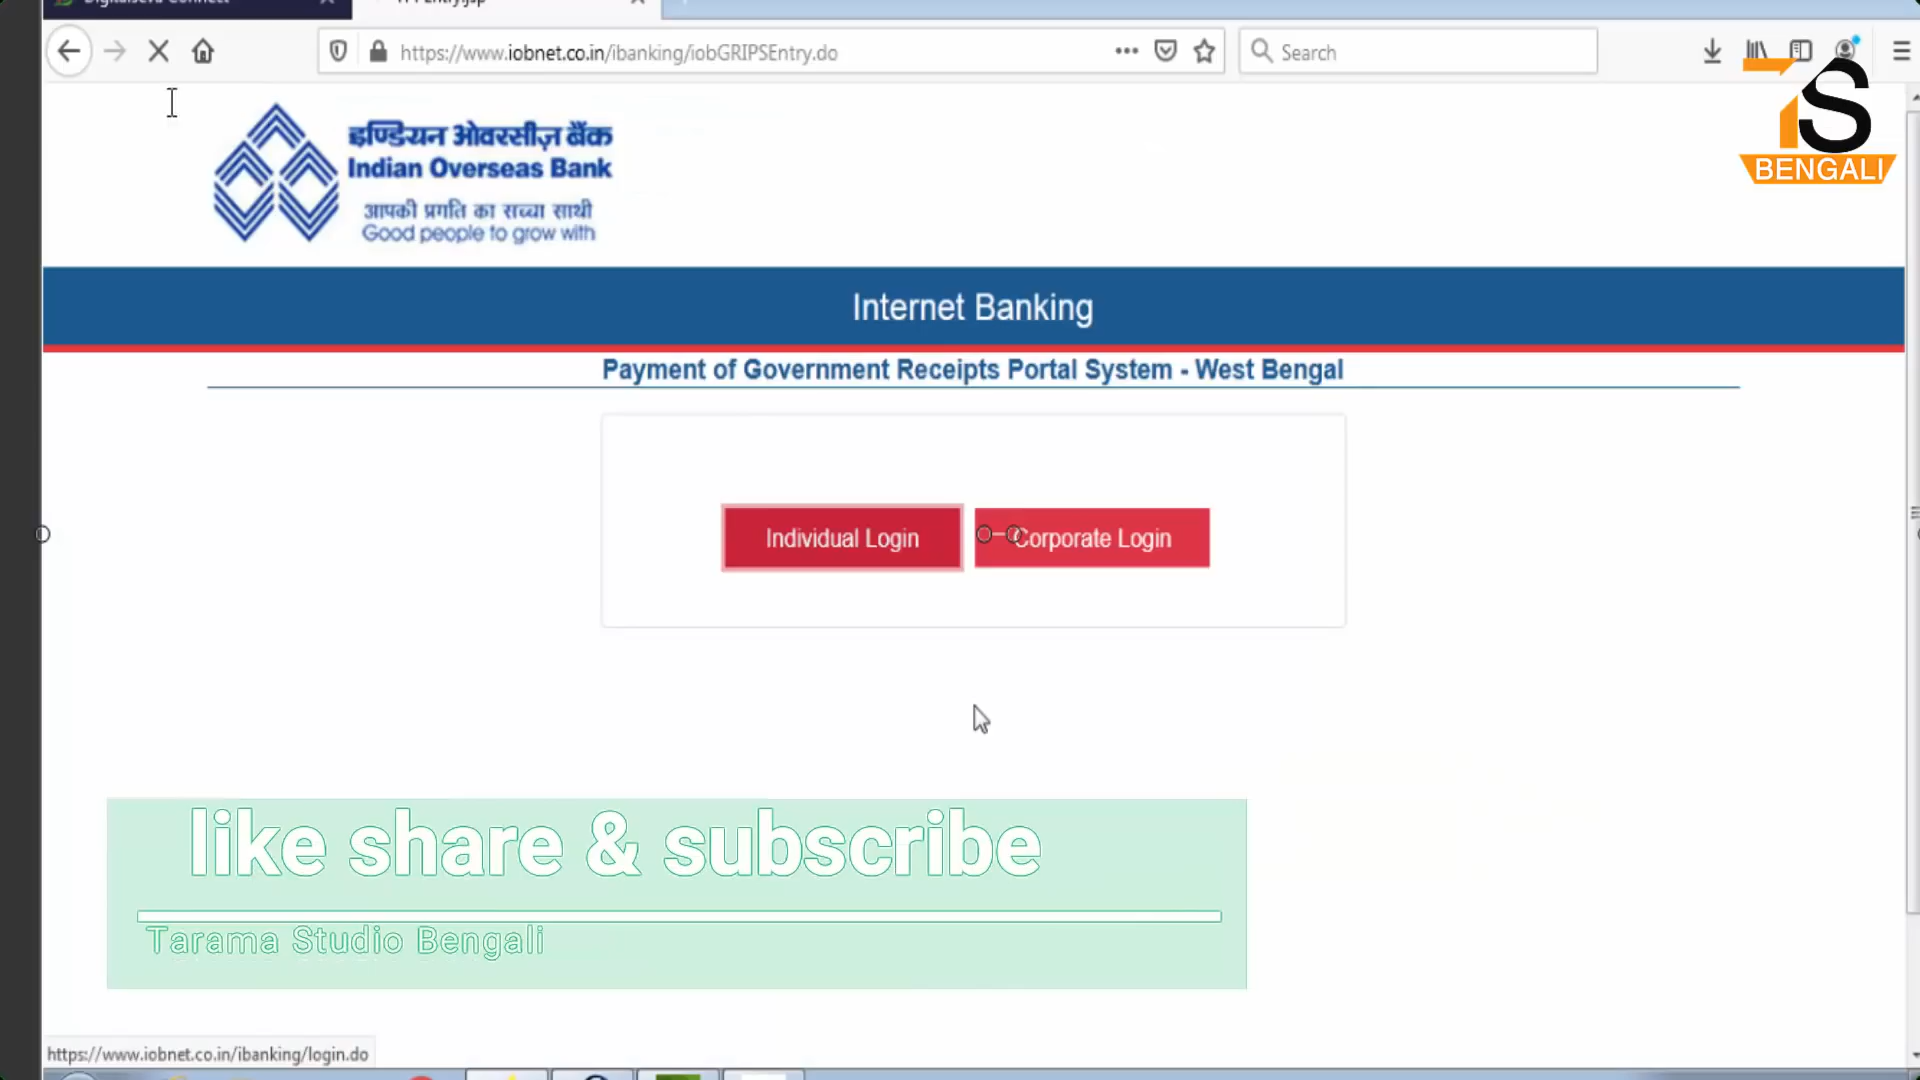 Digitalseva Connect
https://www.iobnet.co.in/ibanking/iobGRIPSEntry.do
Search
S
BENGALI
इण्डियन ओवरसीज़ बैंक
Indian Overseas Bank
आपकी प्रगति का सच्चा साथी
Good people to grow with
Internet Banking
Payment of Government Receipts Portal System - West Bengal
Individual Login
Corporate Login
like share & subscribe
Tarama Studio Bengali
https://www.iobnet.co.in/ibanking/login.do